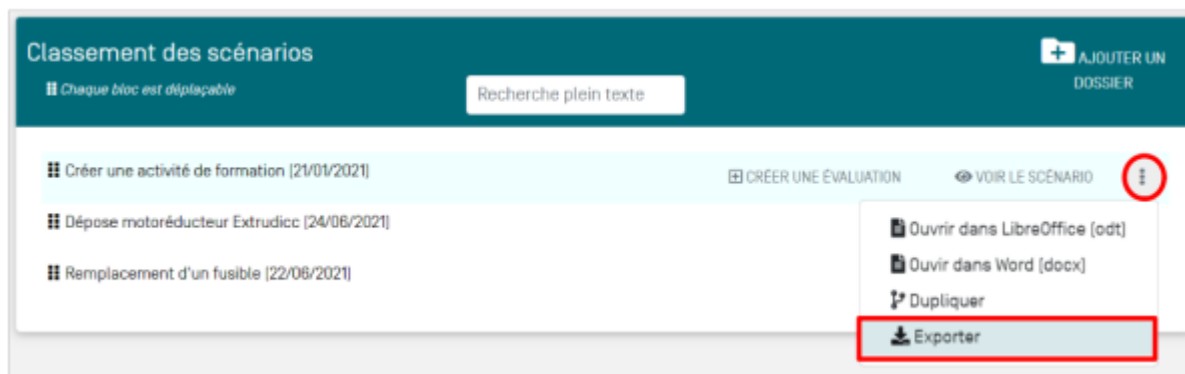 Classement des scénarios
AJOUTER UN
DOSSIER
Chaque bloc est déplaçable
Recherche plein texte
Créer une activité de formation [21/01/2021]
CRÉER UNE ÉVALUATION
VOIR LE SCÉNARIO
Dépose motoréducteur Extrudicc [24/06/2021]
Remplacement d'un fusible [22/06/2021]
Ouvrir dans LibreOffice [odt]
Ouvir dans Word [docx]
Dupliquer
Exporter